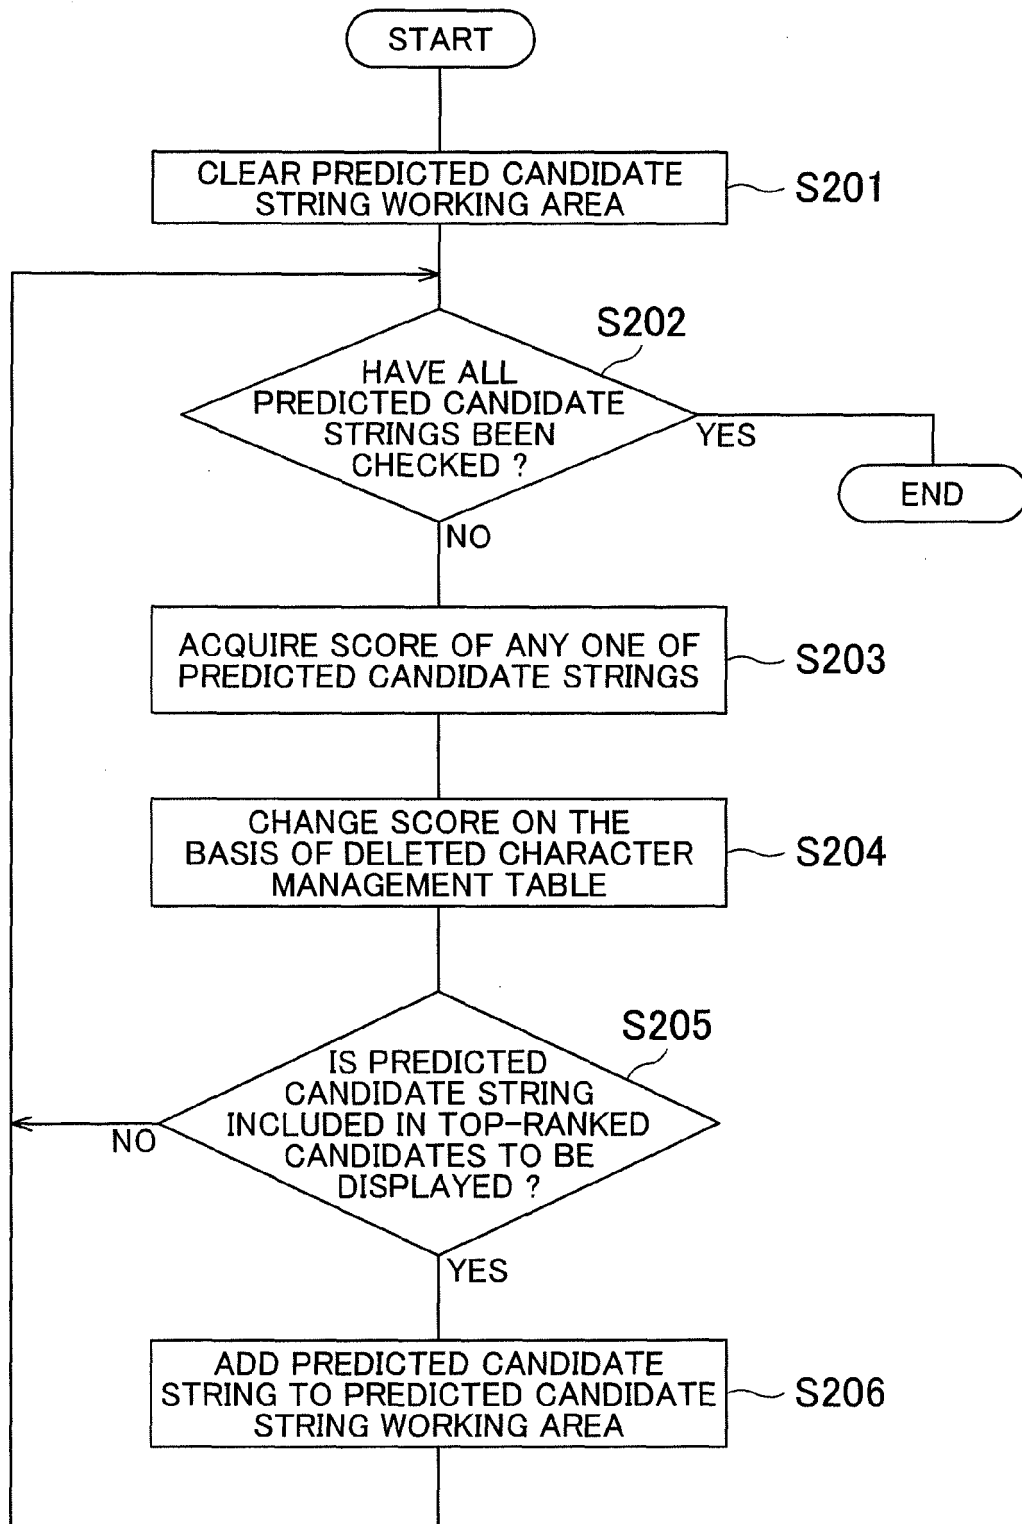 START
CLEAR PREDICTED CANDIDATE
STRING WORKING AREA
S201
S202
HAVE ALL
PREDICTED CANDIDATE
STRINGS BEEN
CHECKED ?
YES
END
NO
ACQUIRE SCORE OF ANY ONE OF
PREDICTED CANDIDATE STRINGS
S203
CHANGE SCORE ON THE
BASIS OF DELETED CHARACTER
MANAGEMENT TABLE
S204
S205
IS PREDICTED
CANDIDATE STRING
INCLUDED IN TOP-RANKED
CANDIDATES TO BE
DISPLAYED ?
NO
YES
ADD PREDICTED CANDIDATE
STRING TO PREDICTED CANDIDATE
STRING WORKING AREA
S206